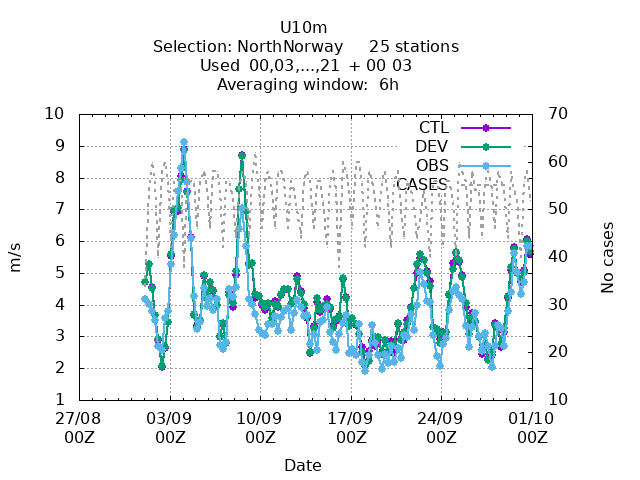 U10m
Selection: NorthNorway     25 stations
Used  00,03,...,21  + 00 03
Averaging window:  6h
10
9
8
7
6
5
4
3
2
1
m/s
70
60
50
40
30
20
10
No cases
CTL
DEV
OBS
CASES
27/08 03/09 10/09 17/09 24/09 01/10
00Z 00Z 00Z 00Z 00Z 00Z
Date